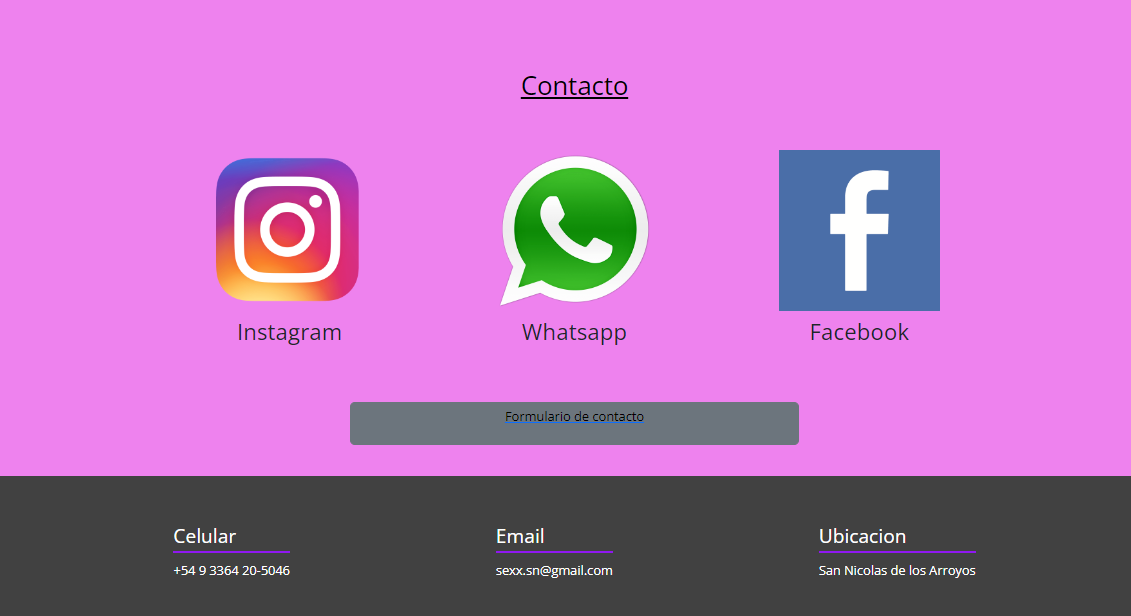 Contacto
Instagram
Whatsapp
Facebook
Formulario de contacto
Celular
+54 9 3364 20-5046
Email
sexx.sn@gmail.com
Ubicacion
San Nicolas de los Arroyos